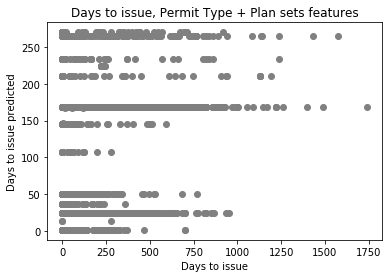 Days to issue, Permit Type + Plan sets features
Days to issue predicted
250
200
150
100
50
0
0 250 500 750 1000 1250 1500 1750
Days to issue